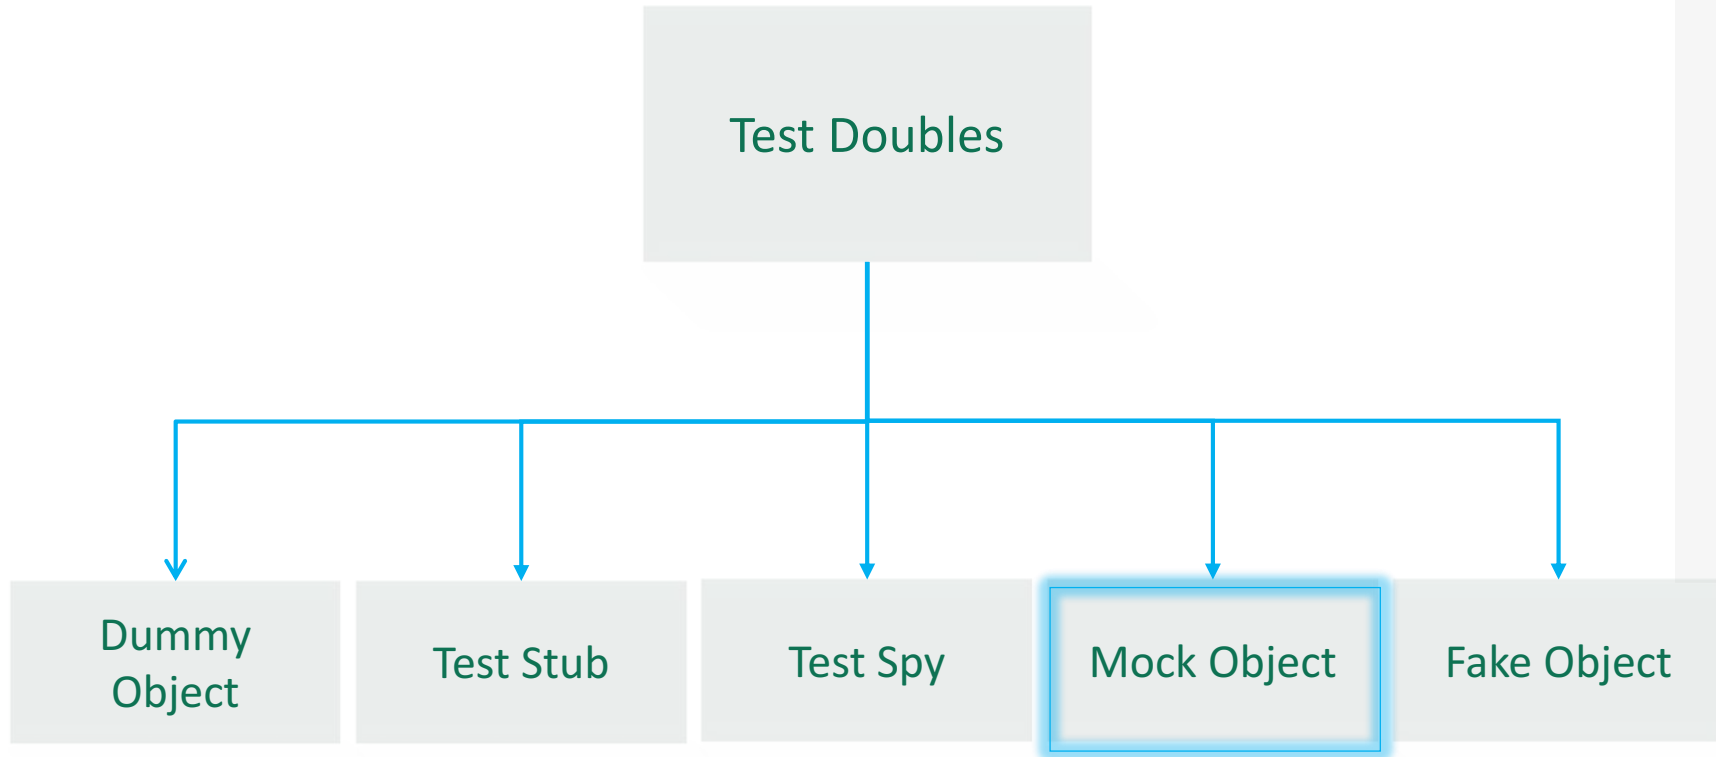 Test Doubles
Dummy
Object
Test Stub
Test Spy
Mock Object
Fake Object